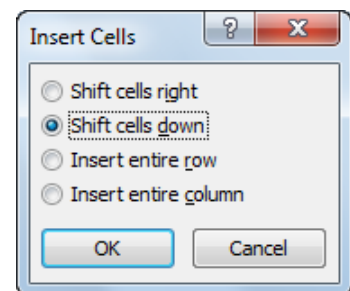 Insert Cells
Shift cells right
Shift cells down
Insert entire row
Insert entire column
OK Cancel